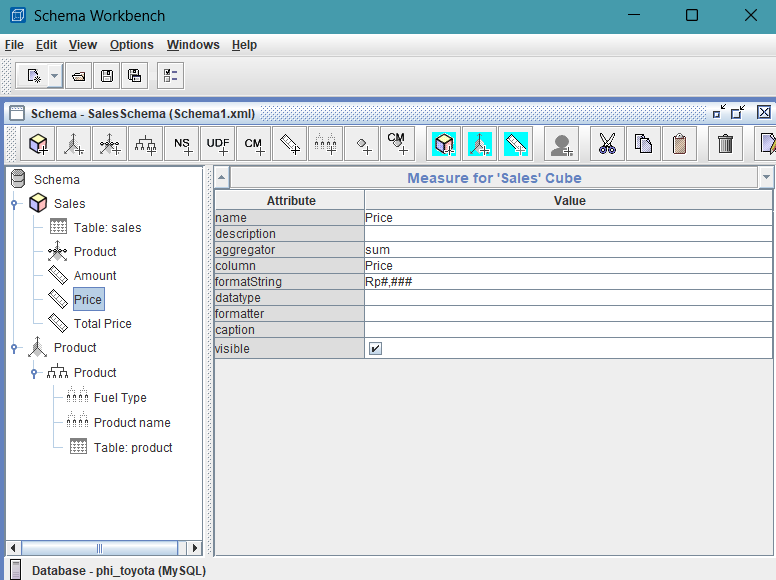 Schema Workbench
File Edit View Options Windows Help
Schema - SalesSchema (Schema1.xml)
NS UDF CM CM
Schema
Sales
Table: sales
Product
Amount
Price
Total Price
Product
Product
Fuel Type
Product name
Table: product
Measure for 'Sales' Cube
Attribute Value
name Price
description
aggregator sum
column Price
formatString Rp#,###
datatype
formatter
caption
visible
Database - phi_toyota (MySQL)